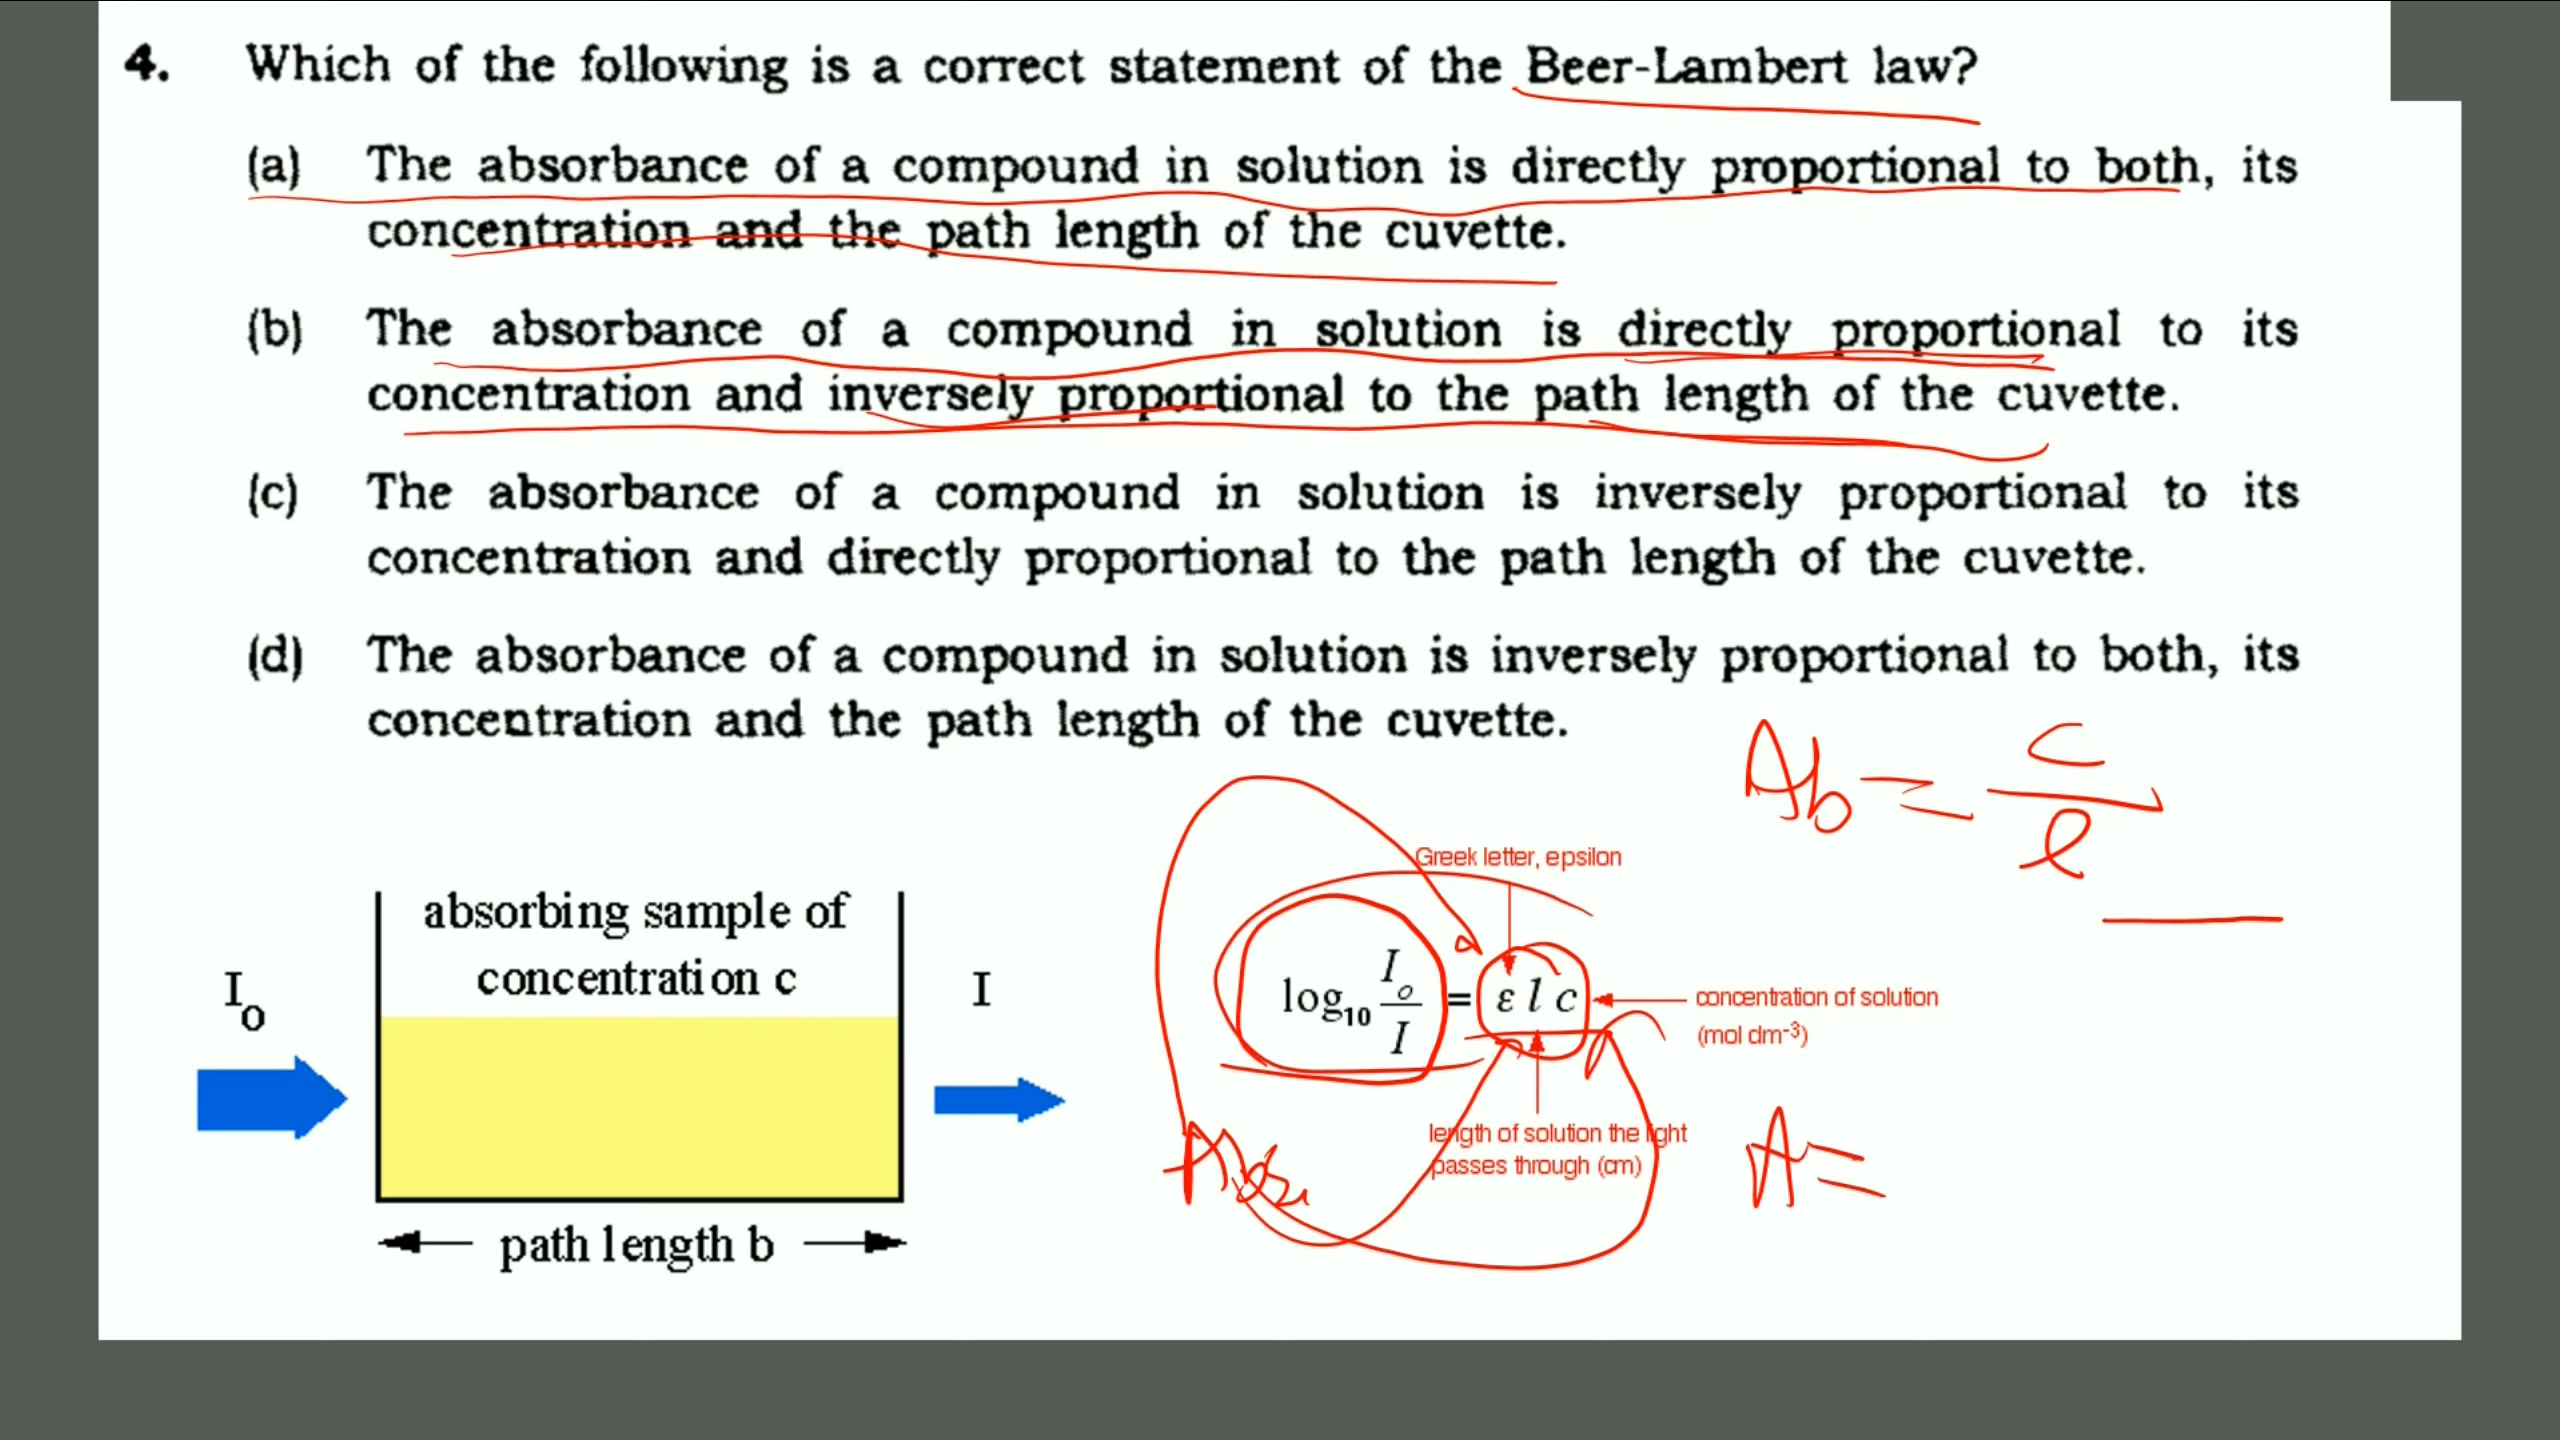 4. Which of the following is a correct statement of the Beer-Lambert law?
(a) The absorbance of a compound in solution is directly proportional to both, its
concentration and the path length of the cuvette.
(b) The absorbance of a compound in solution is directly proportional to its
concentration and inversely proportional to the path length of the cuvette.
(c) The absorbance of a compound in solution is inversely proportional to its
concentration and directly proportional to the path length of the cuvette.
(d) The absorbance of a compound in solution is inversely proportional to both, its
concentration and the path length of the cuvette.
Ab = c/l
absorbing sample of
concentration c
I₀
I
path length b
Greek letter, epsilon
log₁₀ I₀/I = ε l c
concentration of solution
(mol dm⁻³)
length of solution the light
passes through (cm)
A =